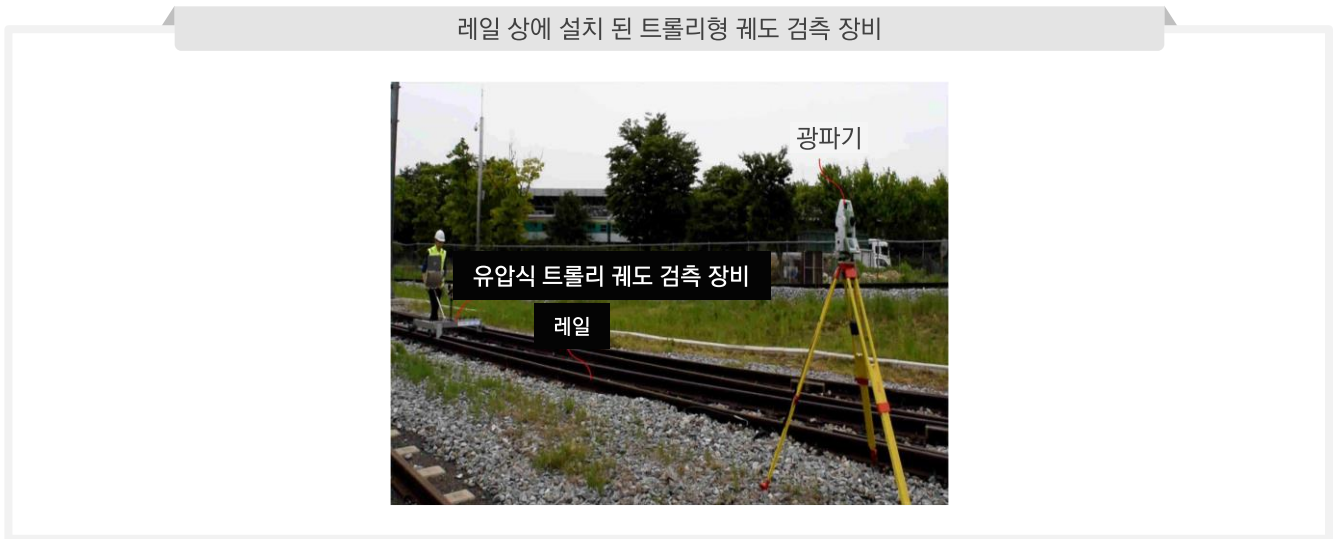 레일 상에 설치 된 트롤리형 궤도 검측 장비
광파기
유압식 트롤리 궤도 검측 장비
레일